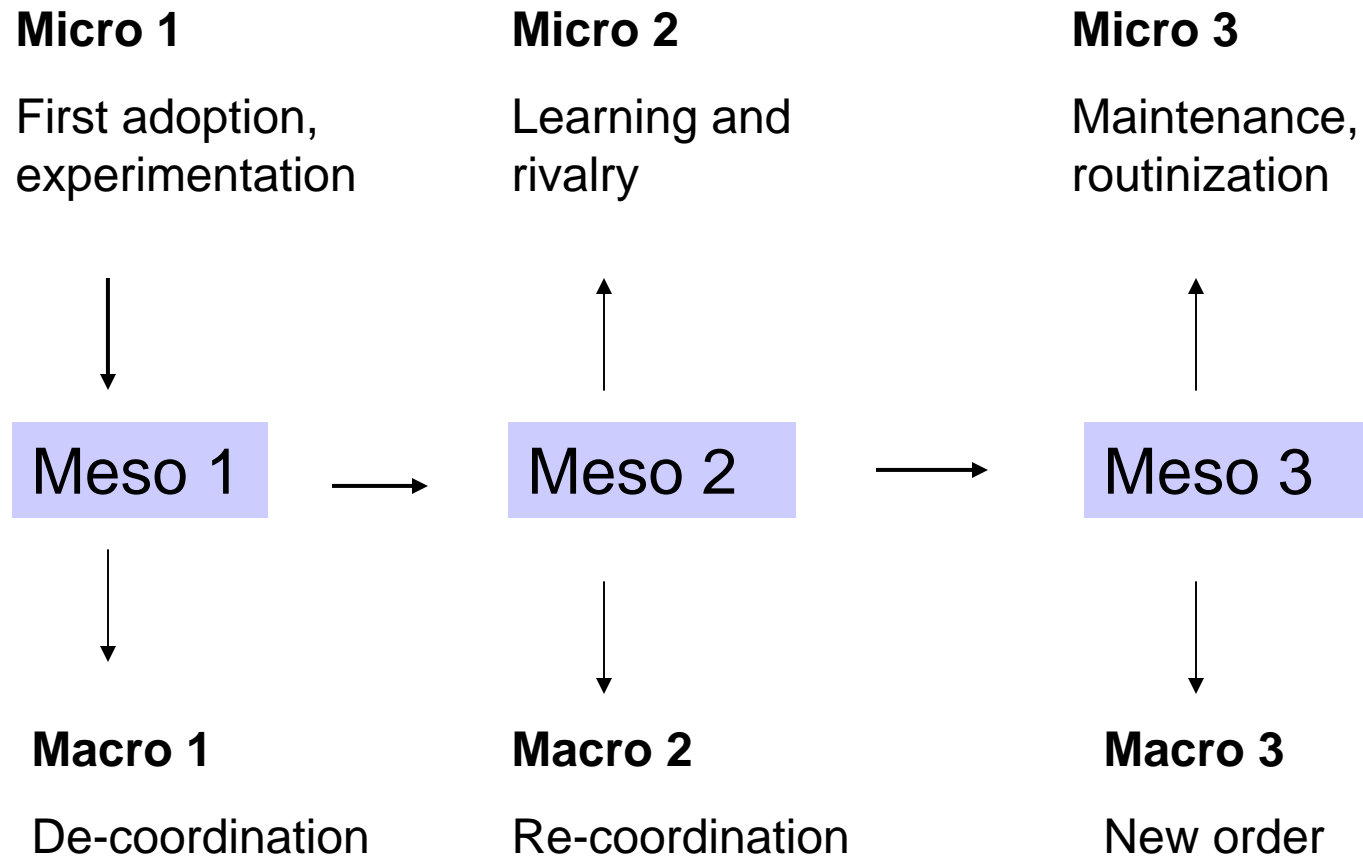 Micro 1
First adoption,
experimentation
Micro 2
Learning and
rivalry
Micro 3
Maintenance,
routinization
Meso 1
Meso 2
Meso 3
Macro 1
De-coordination
Macro 2
Re-coordination
Macro 3
New order